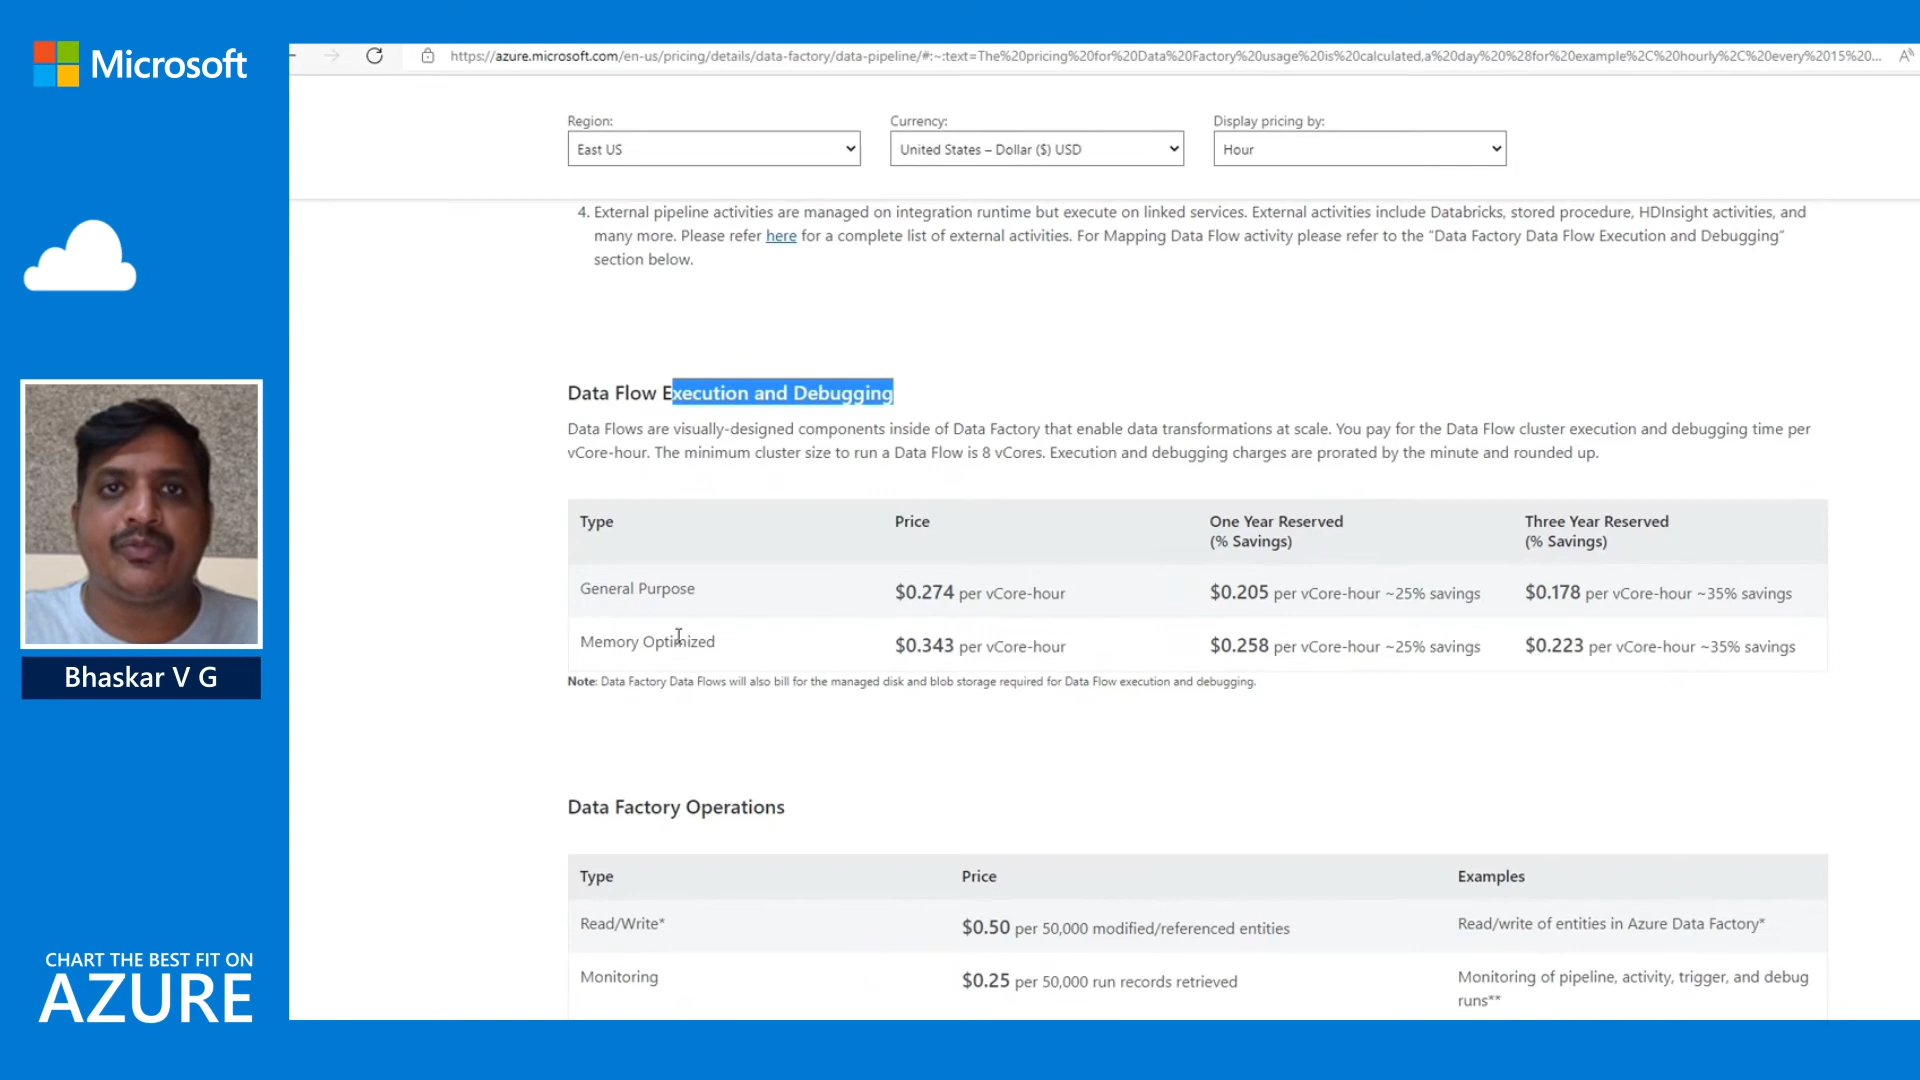 Microsoft
https://azure.microsoft.com/en-us/pricing/details/data-factory/data-pipeline/#:~:text=The%20pricing%20for%20Data%20Factory%20usage%20is%20calculated,a%20day%20%28for%20example%2C%20hourly%2C%20every%2015%20...
Region:
Currency:
Display pricing by:
East US
United States – Dollar ($) USD
Hour
4. External pipeline activities are managed on integration runtime but execute on linked services. External activities include Databricks, stored procedure, HDInsight activities, and
many more. Please refer here for a complete list of external activities. For Mapping Data Flow activity please refer to the “Data Factory Data Flow Execution and Debugging”
section below.
Data Flow Execution and Debugging
Data Flows are visually-designed components inside of Data Factory that enable data transformations at scale. You pay for the Data Flow cluster execution and debugging time per
vCore-hour. The minimum cluster size to run a Data Flow is 8 vCores. Execution and debugging charges are prorated by the minute and rounded up.
Type Price One Year Reserved Three Year Reserved
(% Savings) (% Savings)
General Purpose $0.274 per vCore-hour $0.205 per vCore-hour ~25% savings $0.178 per vCore-hour ~35% savings
Memory Optimized $0.343 per vCore-hour $0.258 per vCore-hour ~25% savings $0.223 per vCore-hour ~35% savings
Note: Data Factory Data Flows will also bill for the managed disk and blob storage required for Data Flow execution and debugging.
Data Factory Operations
Type Price Examples
Read/Write* $0.50 per 50,000 modified/referenced entities Read/write of entities in Azure Data Factory*
Monitoring $0.25 per 50,000 run records retrieved Monitoring of pipeline, activity, trigger, and debug
runs**
Bhaskar V G
CHART THE BEST FIT ON
AZURE